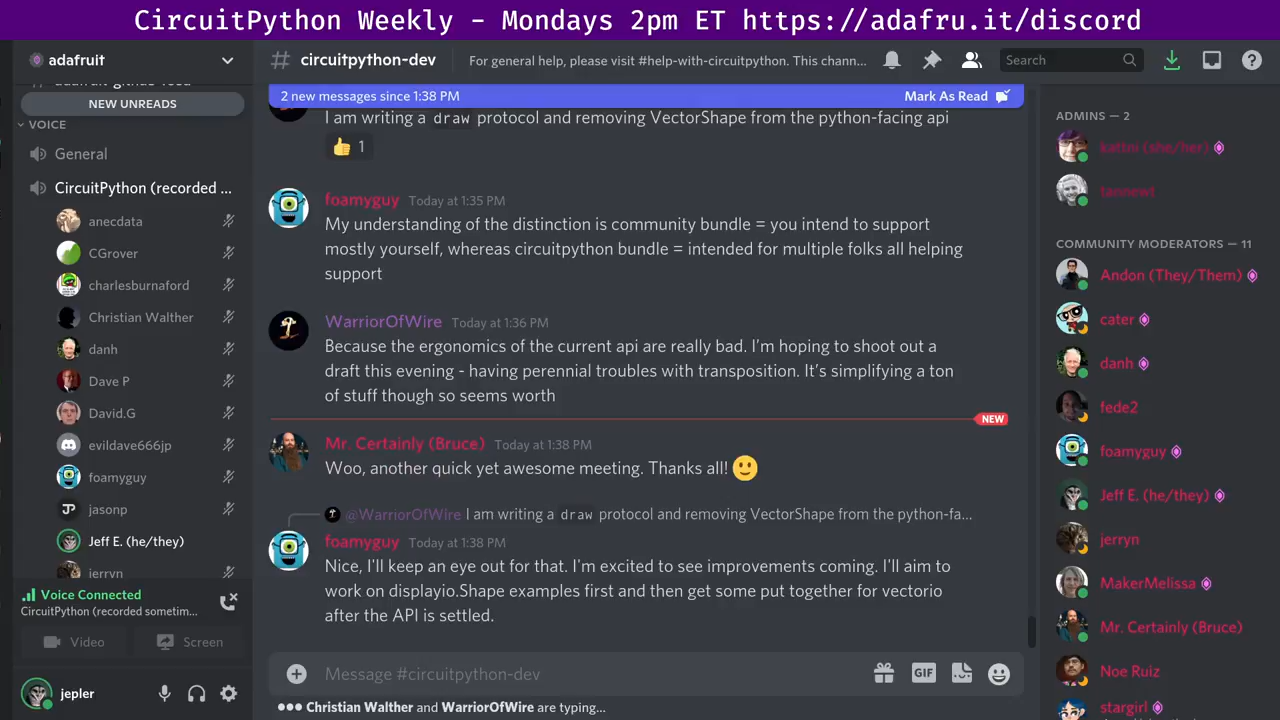 CircuitPython Weekly - Mondays 2pm ET https://adafru.it/discord
adafruit
# circuitpython-dev
For general help, please visit #help-with-circuitpython. This chann...
Search
NEW UNREADS
VOICE
General
CircuitPython (recorded ...
anecdata
CGrover
charlesburnaford
Christian Walther
danh
Dave P
David.G
evildave666jp
foamyguy
jasonp
Jeff E. (he/they)
jerryn
Voice Connected
CircuitPython (recorded sometim...
Video
Screen
jepler
2 new messages since 1:38 PM
Mark As Read
I am writing a draw protocol and removing VectorShape from the python-facing api
👍 1
foamyguy Today at 1:35 PM
My understanding of the distinction is community bundle = you intend to support
mostly yourself, whereas circuitpython bundle = intended for multiple folks all helping
support
WarriorOfWire Today at 1:36 PM
Because the ergonomics of the current api are really bad. I'm hoping to shoot out a
draft this evening - having perennial troubles with transposition. It's simplifying a ton
of stuff though so seems worth
NEW
Mr. Certainly (Bruce) Today at 1:38 PM
Woo, another quick yet awesome meeting. Thanks all! 🙂
@WarriorOfWire I am writing a draw protocol and removing VectorShape from the python-fa...
foamyguy Today at 1:38 PM
Nice, I'll keep an eye out for that. I'm excited to see improvements coming. I'll aim to
work on displayio.Shape examples first and then get some put together for vectorio
after the API is settled.
Message #circuitpython-dev
GIF
Christian Walther and WarriorOfWire are typing...
ADMINS — 2
kattni (she/her)
tannewt
COMMUNITY MODERATORS — 11
Andon (They/Them)
cater
danh
fede2
foamyguy
Jeff E. (he/they)
jerryn
MakerMelissa
Mr. Certainly (Bruce)
Noe Ruiz
stargirl